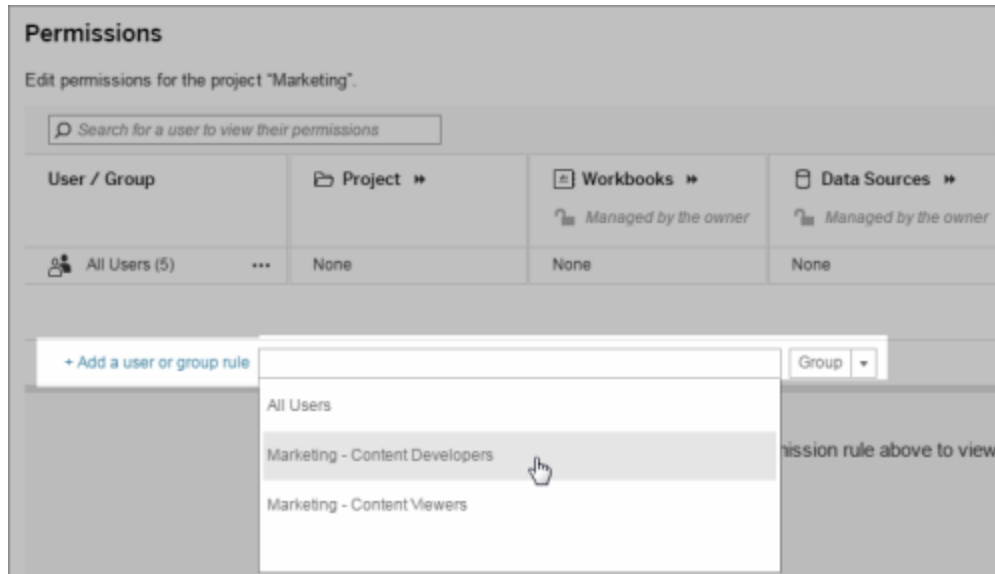 Permissions
Edit permissions for the project "Marketing".
Search for a user to view their permissions
User / Group
Project
Workbooks
Data Sources
Managed by the owner
Managed by the owner
All Users (5)
None
None
None
+ Add a user or group rule
Group
All Users
Marketing - Content Developers
mission rule above to view
Marketing - Content Viewers